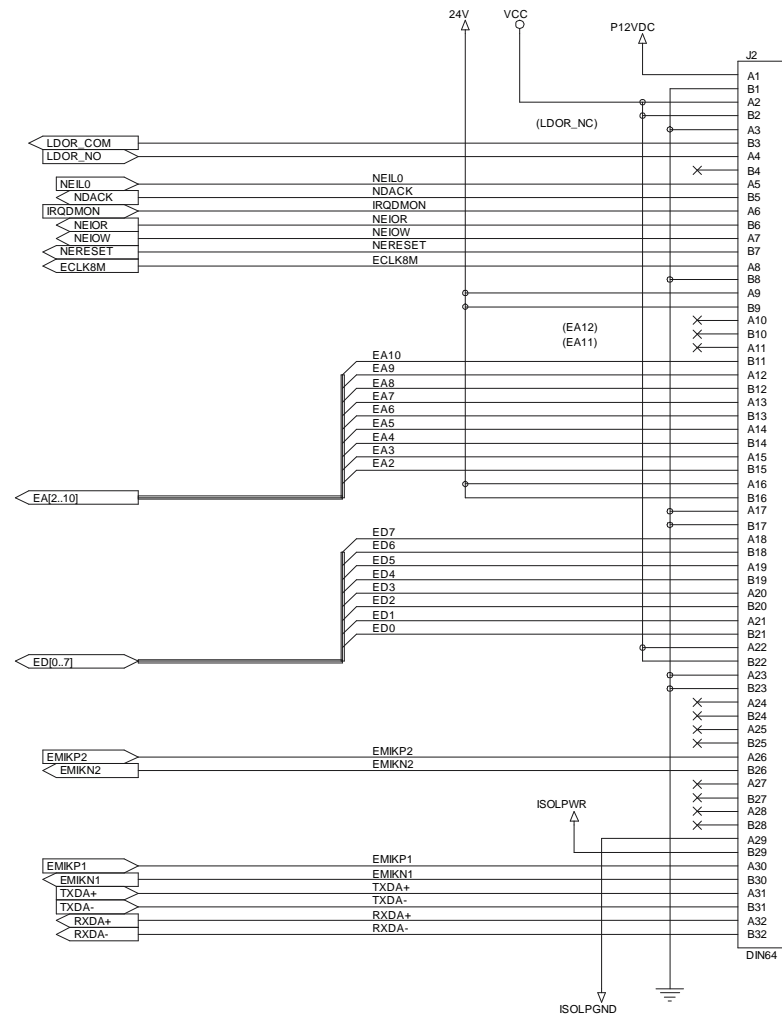 24V VCC P12VDC
J2
A1
B1
A2
(LDOR_NC) B2
A3
LDOR_COM B3
LDOR_NO A4
B4
NEIL0 NEIL0 A5
NDACK NDACK B5
IRQDMON IRQDMON A6
NEIOR NEIOR B6
NEIOW NEIOW A7
NERESET NERESET B7
ECLK8M ECLK8M A8
B8
A9
B9
A10
(EA12) B10
(EA11) A11
EA10 B11
EA9 A12
EA8 B12
EA7 A13
EA6 B13
EA5 A14
EA4 B14
EA3 A15
EA2 B15
A16
EA[2..10] B16
A17
B17
ED7 A18
ED6 B18
ED5 A19
ED4 B19
ED3 A20
ED2 B20
ED1 A21
ED0 B21
A22
ED[0..7] B22
A23
B23
A24
B24
A25
B25
EMIKP2 EMIKP2 A26
EMIKN2 EMIKN2 B26
A27
B27
ISOLPWR A28
B28
A29
B29
EMIKP1 EMIKP1 A30
EMIKN1 EMIKN1 B30
TXDA+ TXDA+ A31
TXDA- TXDA- B31
RXDA+ RXDA+ A32
RXDA- RXDA- B32
DIN64
ISOLPGND